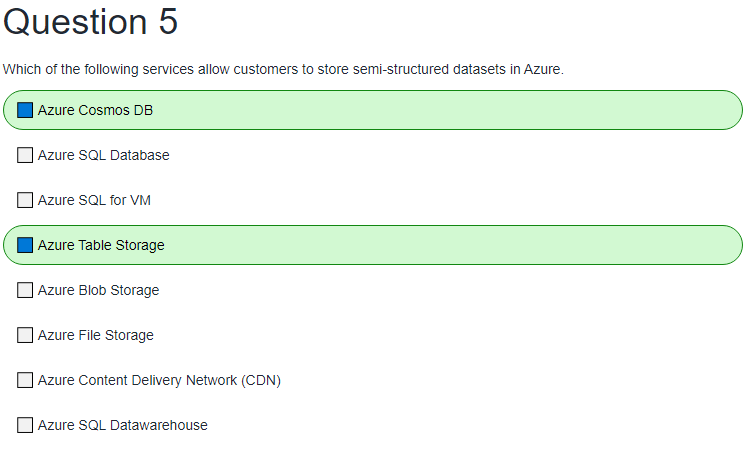 Question 5
Which of the following services allow customers to store semi-structured datasets in Azure.
Azure Cosmos DB
Azure SQL Database
Azure SQL for VM
Azure Table Storage
Azure Blob Storage
Azure File Storage
Azure Content Delivery Network (CDN)
Azure SQL Datawarehouse